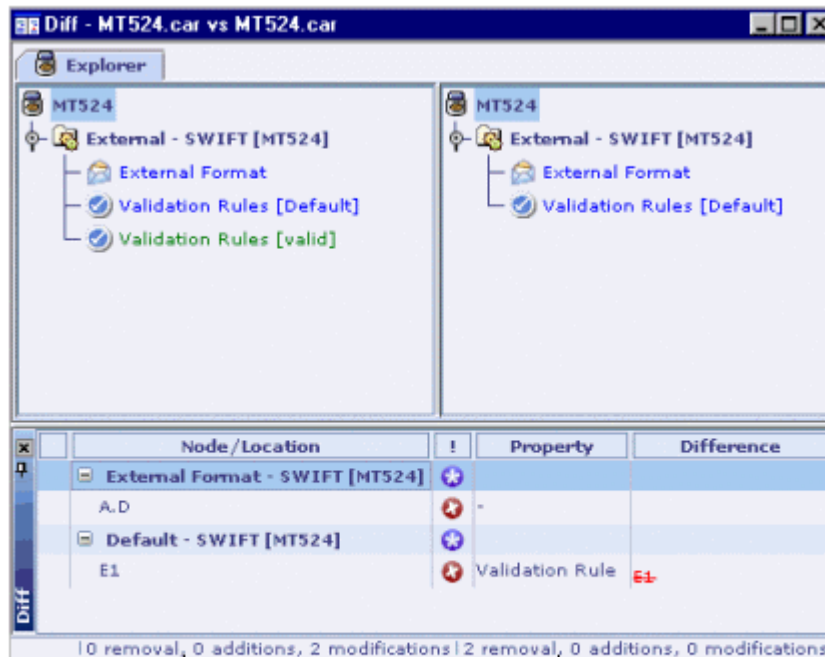 Diff - MT524.car vs MT524.car
Explorer
MT524
External - SWIFT [MT524]
External Format
Validation Rules [Default]
Validation Rules [valid]
MT524
External - SWIFT [MT524]
External Format
Validation Rules [Default]
Node/Location ! Property Difference
External Format - SWIFT [MT524]
A.D -
Default - SWIFT [MT524]
E1 Validation Rule E1
Diff
0 removal, 0 additions, 2 modifications 2 removal, 0 additions, 0 modifications